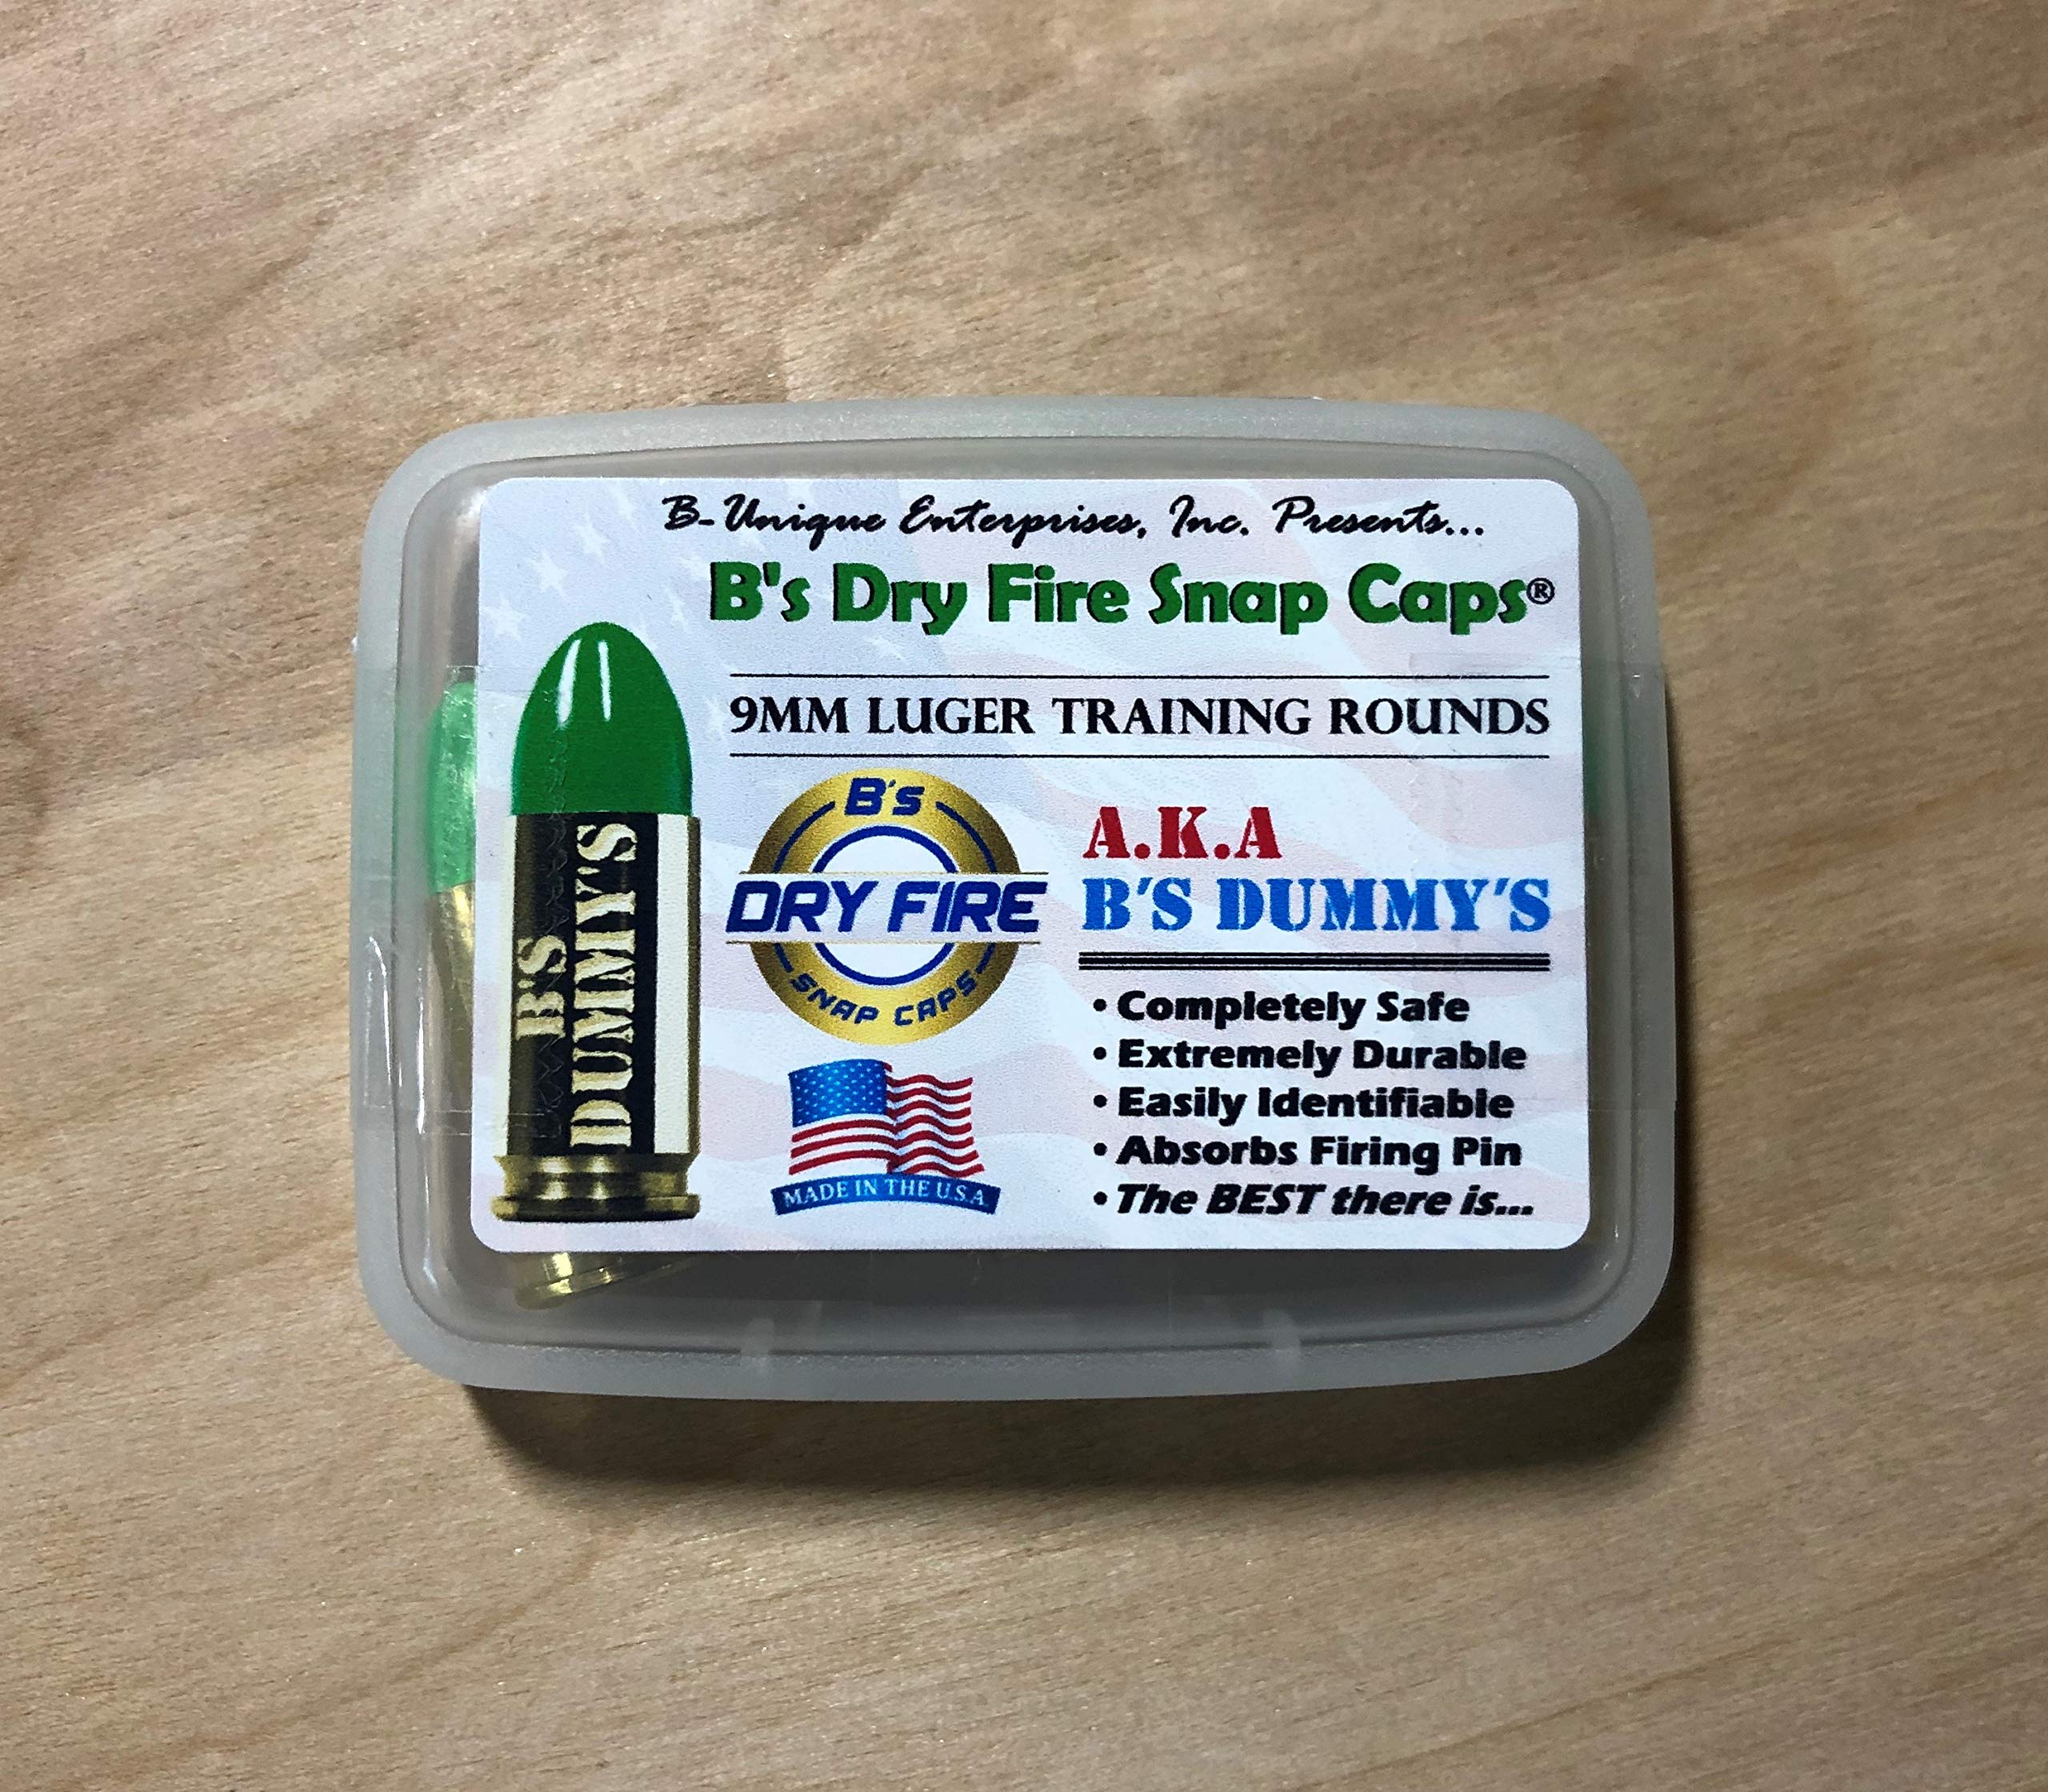 B-Unique Enterprises, Inc. Presents...
B's Dry Fire Snap Caps®
9MM LUGER TRAINING ROUNDS
B'S
DUMMY'S
B's
DRY FIRE
SNAP CAPS
MADE IN THE U.S.A.
A.K.A
B'S DUMMY'S
• Completely Safe
• Extremely Durable
• Easily Identifiable
• Absorbs Firing Pin
• The BEST there is...